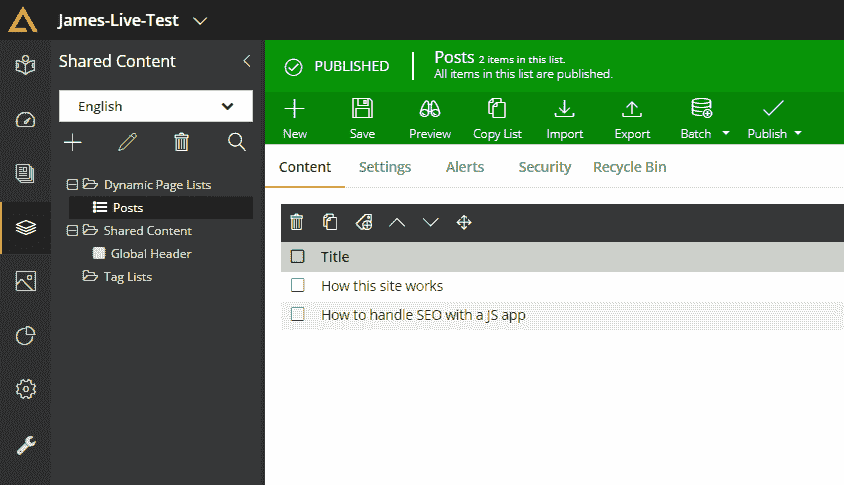 James-Live-Test
Shared Content
English
Dynamic Page Lists
Posts
Shared Content
Global Header
Tag Lists
PUBLISHED
Posts 2 items in this list.
All items in this list are published.
New Save Preview Copy List Import Export Batch Publish
Content Settings Alerts Security Recycle Bin
Title
How this site works
How to handle SEO with a JS app